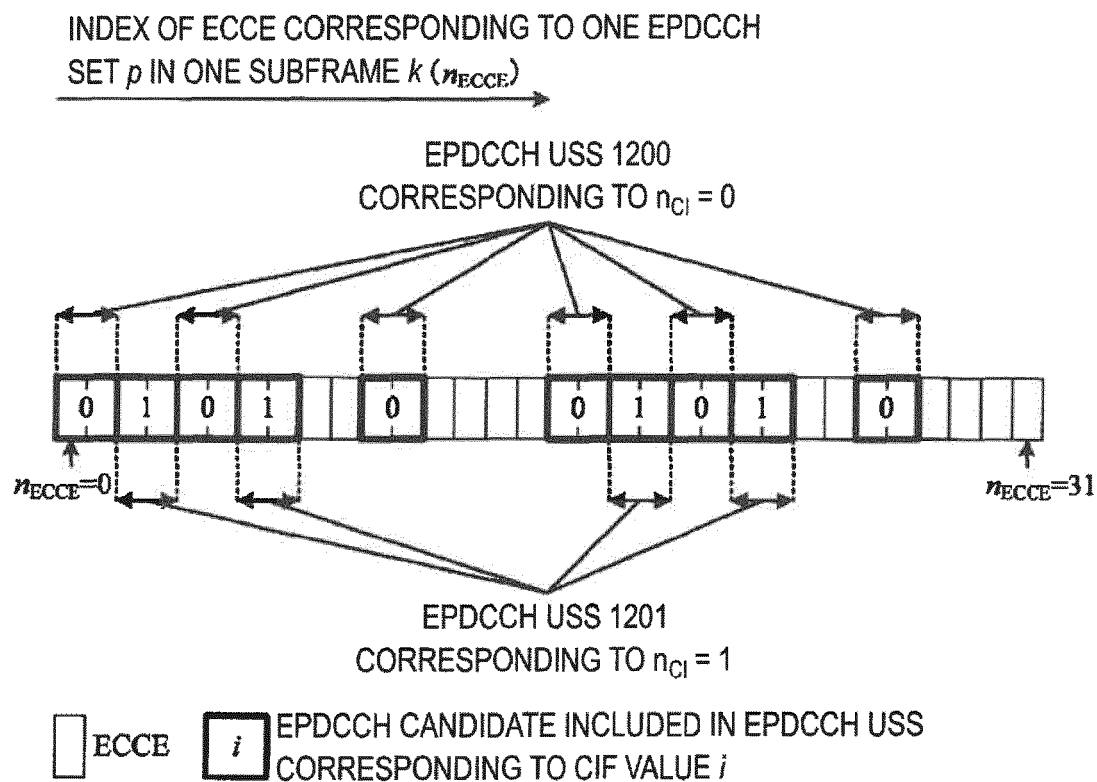 INDEX OF ECCE CORRESPONDING TO ONE EPDCCH
SET p IN ONE SUBFRAME k (nECCE)
EPDCCH USS 1200
CORRESPONDING TO nCI = 0
0 1 0 1 0 0 1 0 1 0
nECCE=0
nECCE=31
EPDCCH USS 1201
CORRESPONDING TO nCI = 1
ECCE
i
EPDCCH CANDIDATE INCLUDED IN EPDCCH USS
CORRESPONDING TO CIF VALUE i